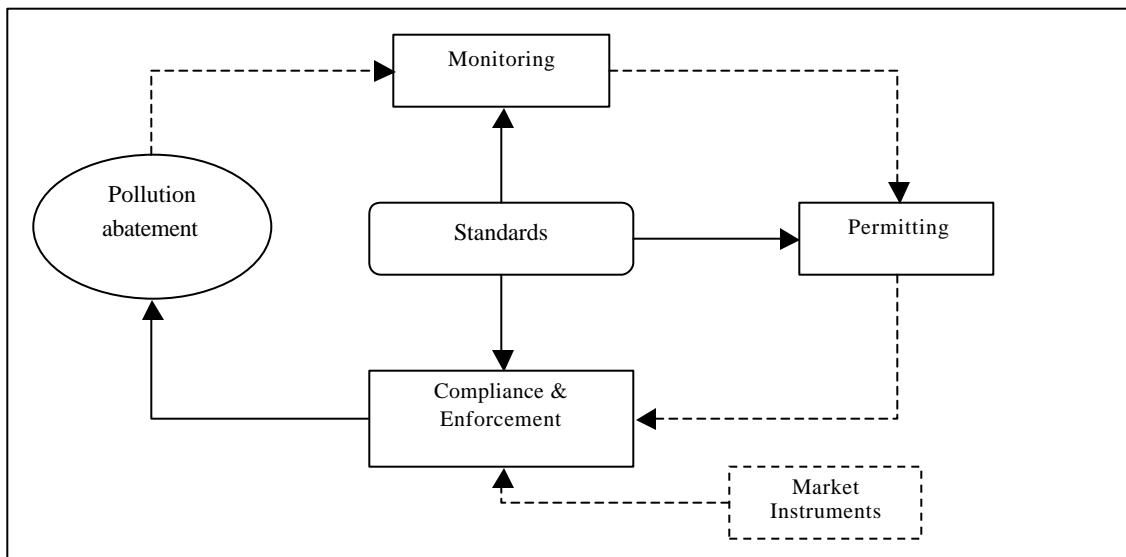 Monitoring
Pollution
abatement
Standards
Permitting
Compliance &
Enforcement
Market
Instruments